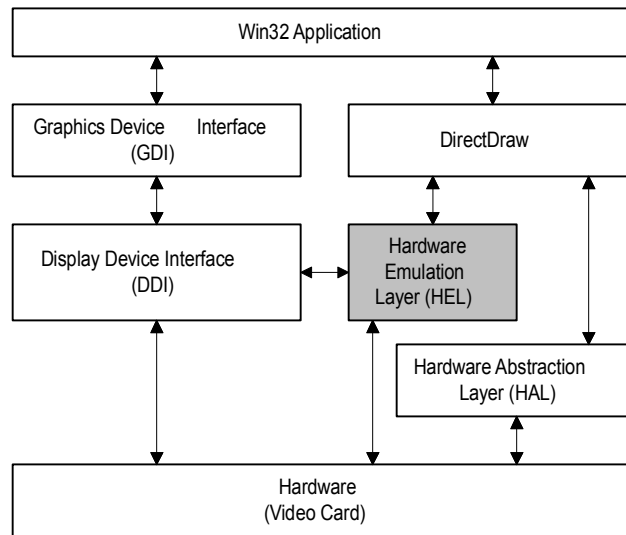 Win32 Application
Graphics Device Interface
(GDI)
DirectDraw
Display Device Interface
(DDI)
Hardware
Emulation
Layer (HEL)
Hardware Abstraction
Layer (HAL)
Hardware
(Video Card)